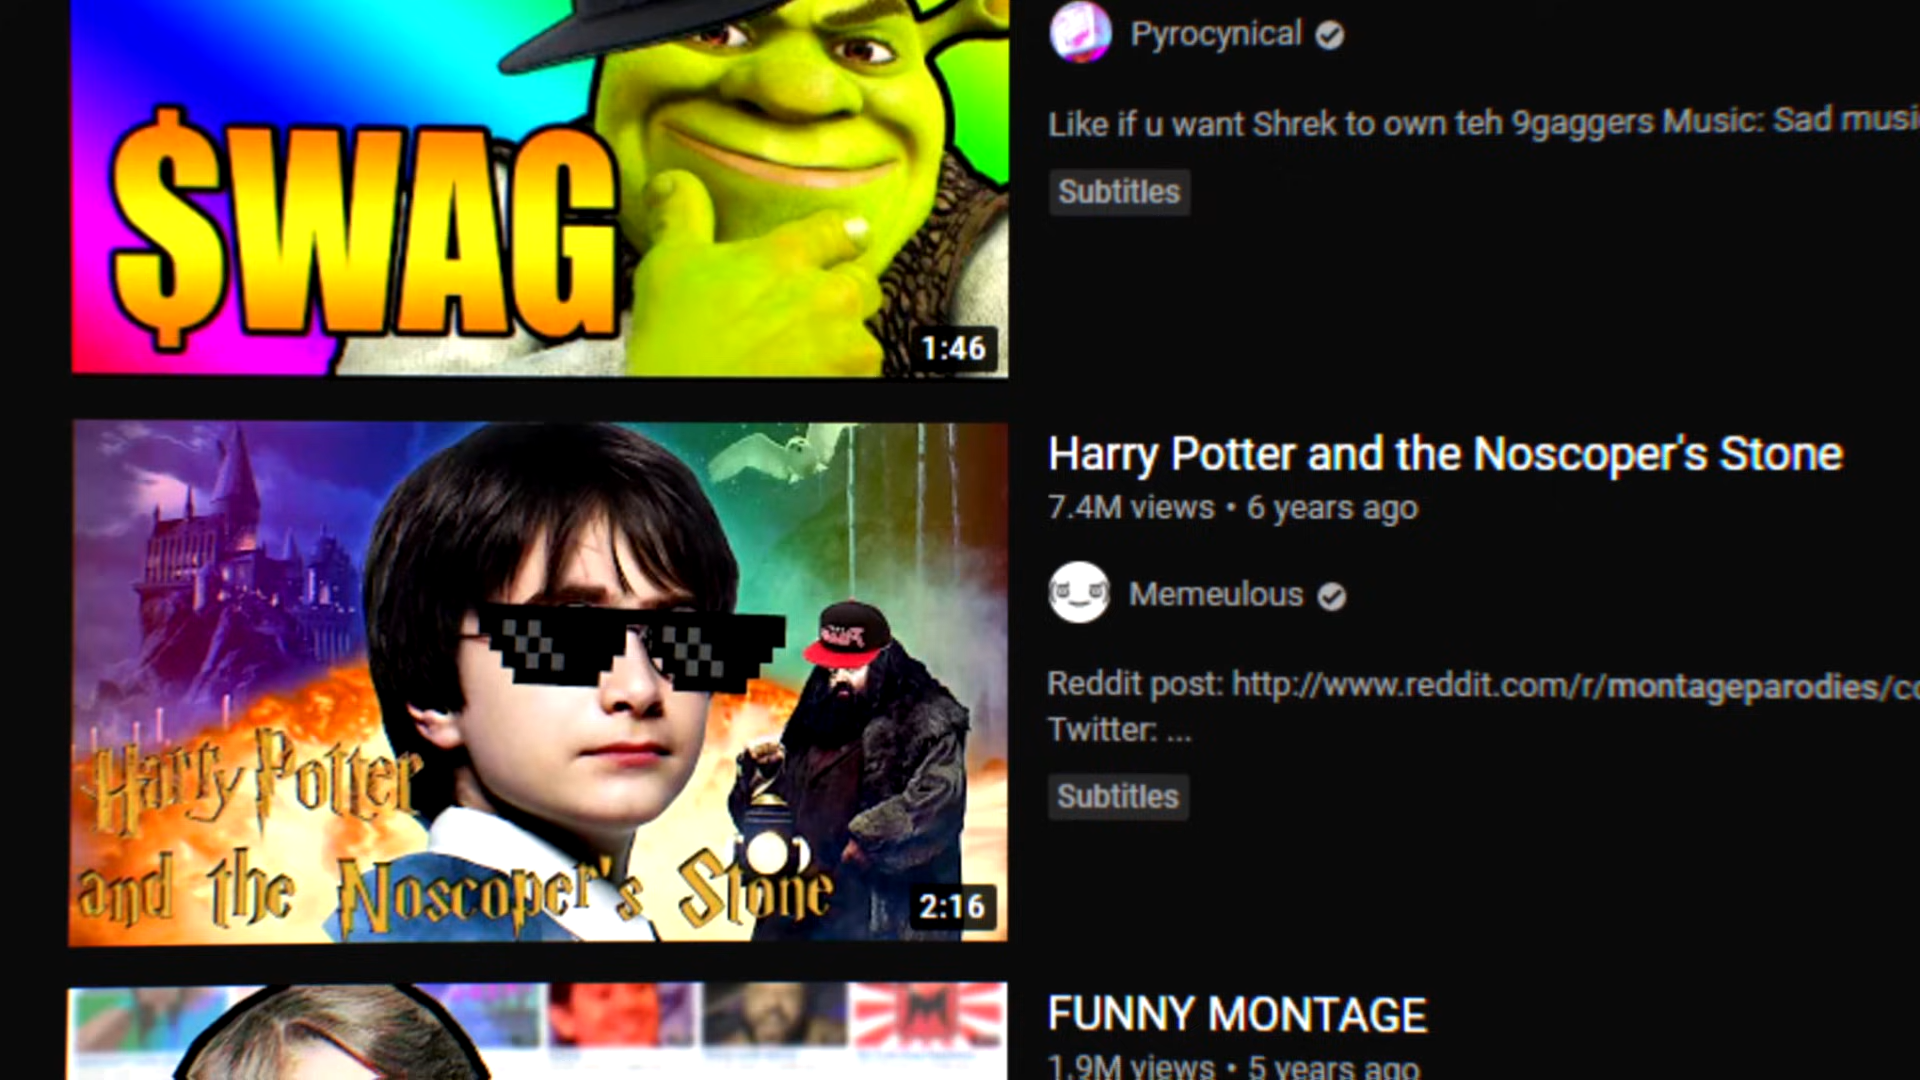 $WAG
1:46
Pyrocynical
Like if u want Shrek to own teh 9gaggers Music: Sad
Subtitles
Harry Potter
and the Noscoper's Stone
2:16
Harry Potter and the Noscoper's Stone
7.4M views • 6 years ago
Memeulous
Reddit post: http://www.reddit.com/r/montageparodies/
Twitter: ...
Subtitles
FUNNY MONTAGE
1.9M views • 5 years ago